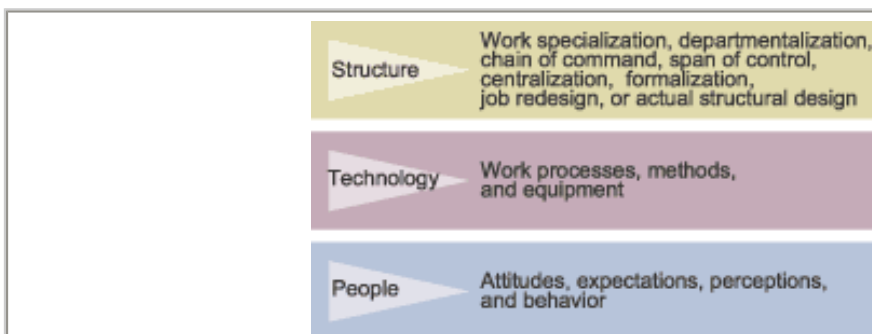 Structure
Work specialization, departmentalization,
chain of command, span of control,
centralization, formalization,
job redesign, or actual structural design
Technology
Work processes, methods,
and equipment
People
Attitudes, expectations, perceptions,
and behavior